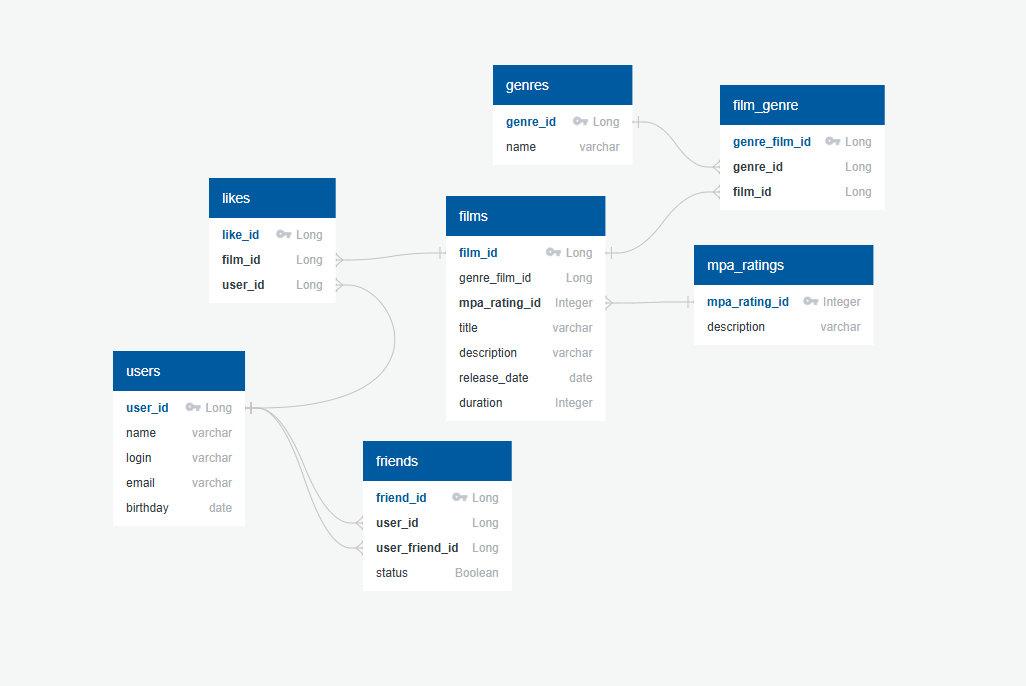 genres
genre_id Long
name varchar
film_genre
genre_film_id Long
genre_id Long
film_id Long
likes
like_id Long
film_id Long
user_id Long
films
film_id Long
genre_film_id Long
mpa_rating_id Integer
title varchar
description varchar
release_date date
duration Integer
mpa_ratings
mpa_rating_id Integer
description varchar
users
user_id Long
name varchar
login varchar
email varchar
birthday date
friends
friend_id Long
user_id Long
user_friend_id Long
status Boolean